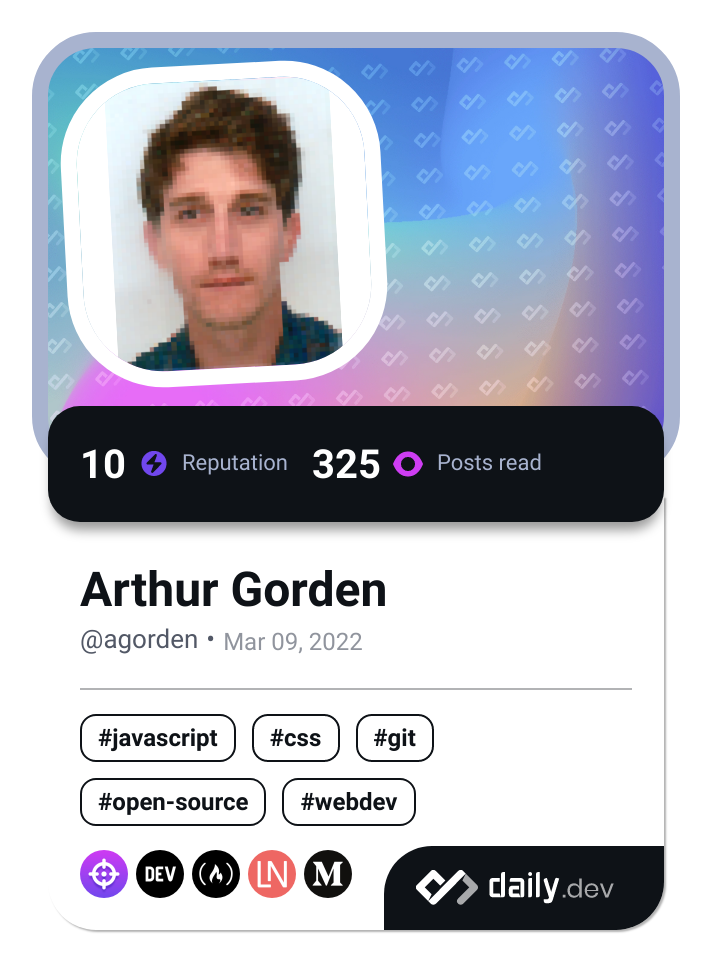 10 Reputation 325 Posts read
Arthur Gorden
@agorden • Mar 09, 2022
#javascript #css #git
#open-source #webdev
DEV LN M daily.dev